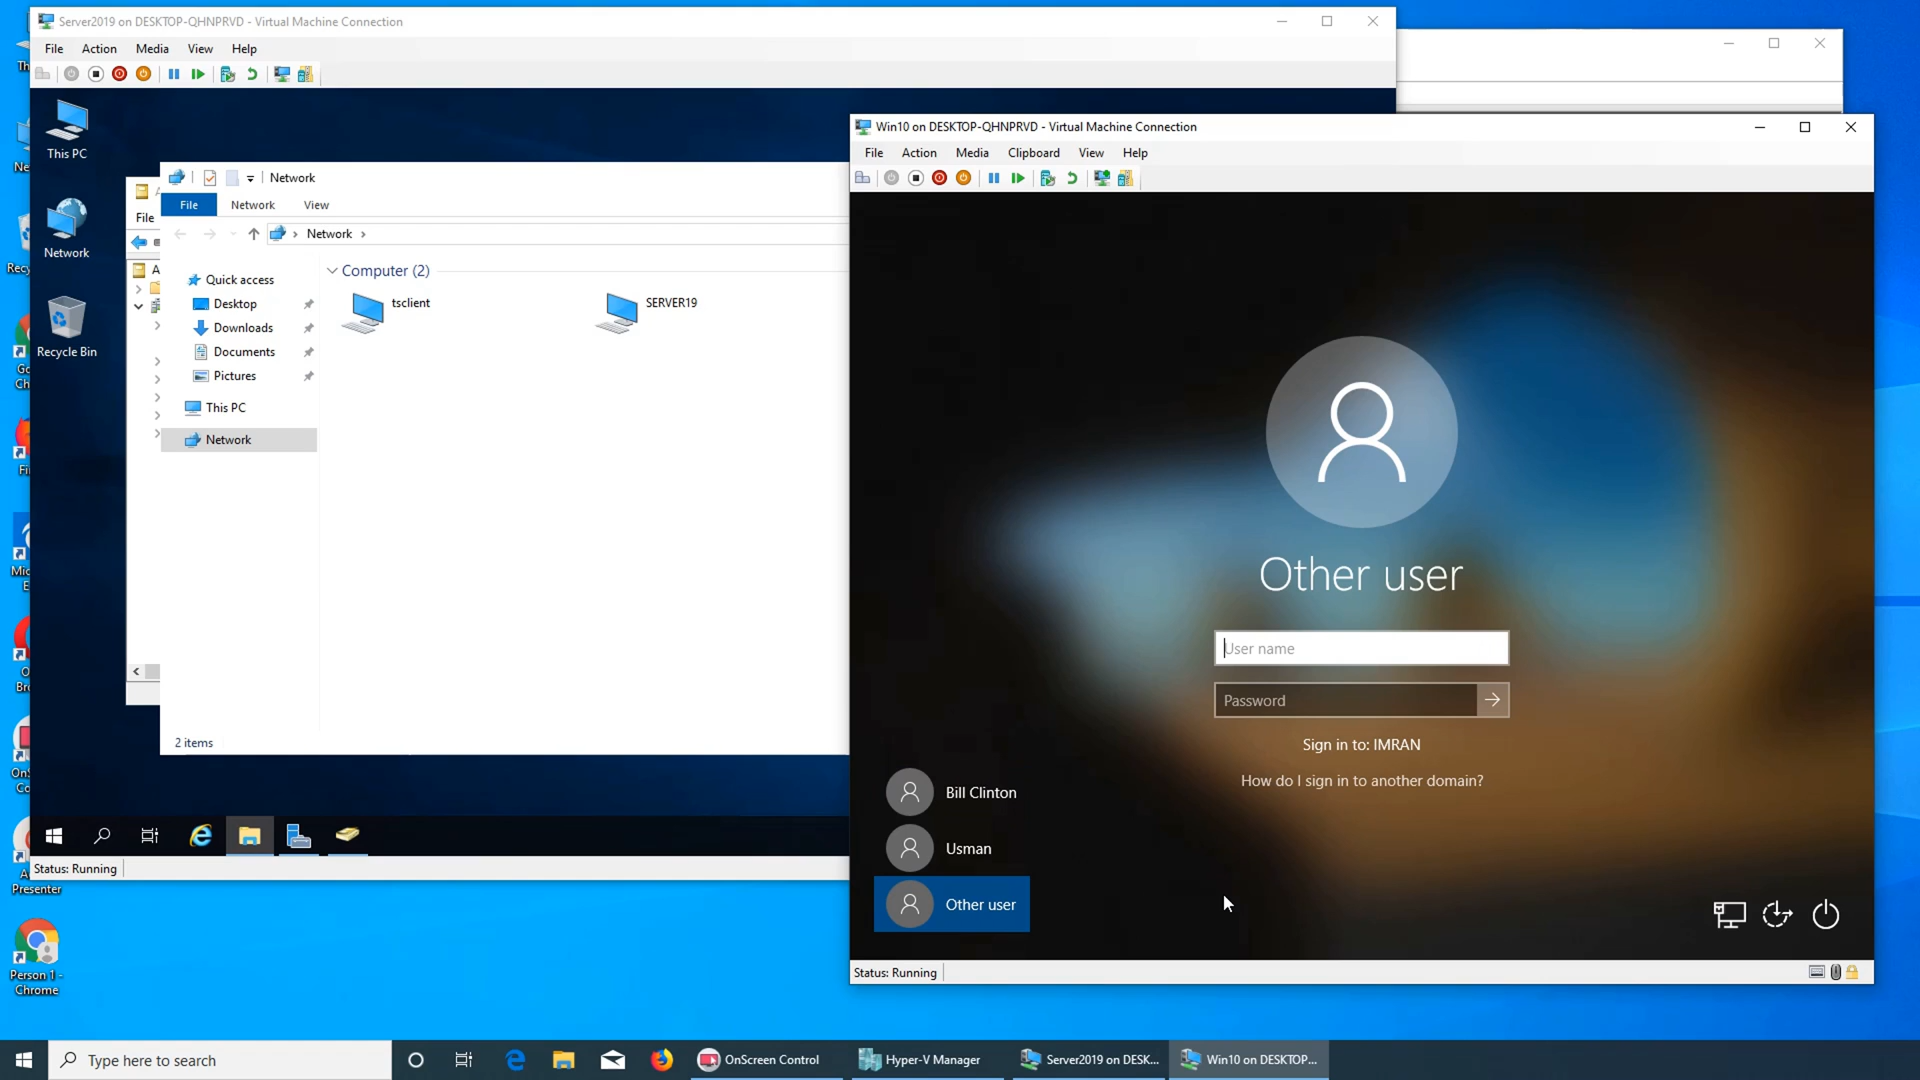 Server2019 on DESKTOP-QHNPRVD - Virtual Machine Connection
File Action Media View Help
This PC
Network
Recycle Bin
Network
File Network View
Network
File
Quick access
Desktop
Downloads
Documents
Pictures
This PC
Network
Computer (2)
tsclient
SERVER19
2 items
Status: Running
Win10 on DESKTOP-QHNPRVD - Virtual Machine Connection
File Action Media Clipboard View Help
Other user
User name
Password
Sign in to: IMRAN
How do I sign in to another domain?
Bill Clinton
Usman
Other user
Status: Running
Presenter
Person 1 -
Chrome
Type here to search
OnScreen Control
Hyper-V Manager
Server2019 on DESK...
Win10 on DESKTOP...